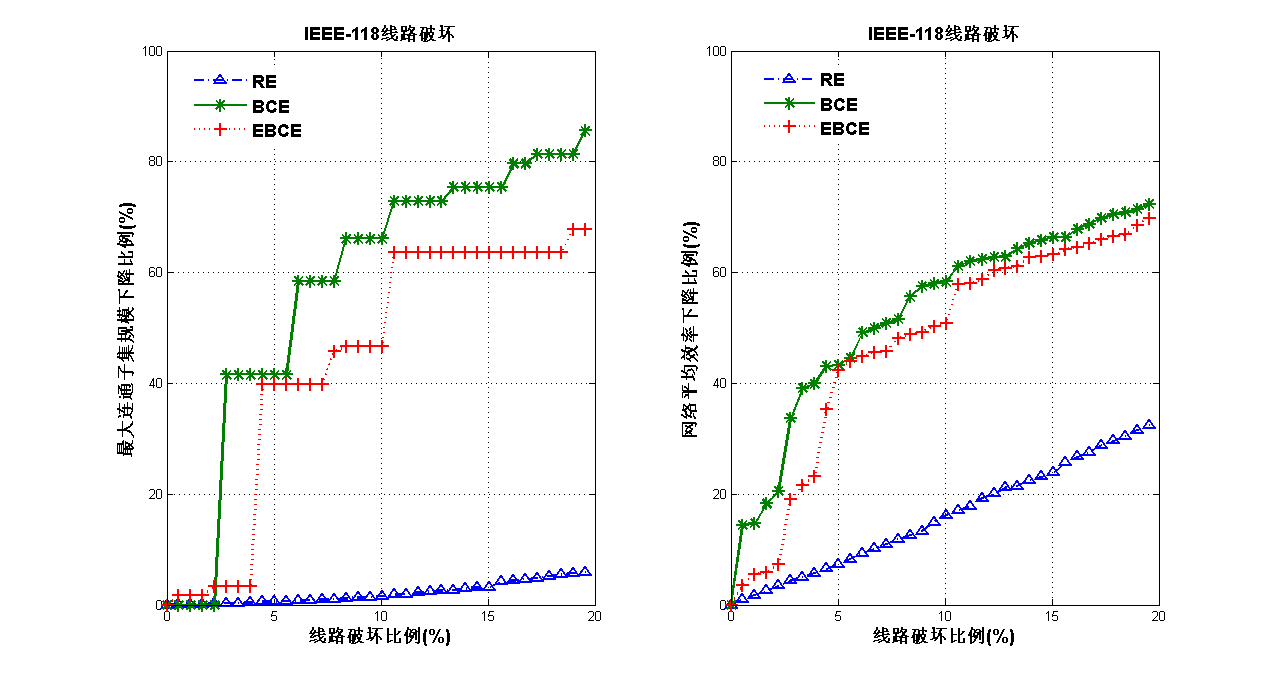 IEEE-118线路破坏
100
80
60
40
20
0
RE
BCE
EBCE
最大连通子集规模下降比例(%)
0 5 10 15 20
线路破坏比例(%)
IEEE-118线路破坏
100
80
60
40
20
0
RE
BCE
EBCE
网络平均效率下降比例(%)
0 5 10 15 20
线路破坏比例(%)